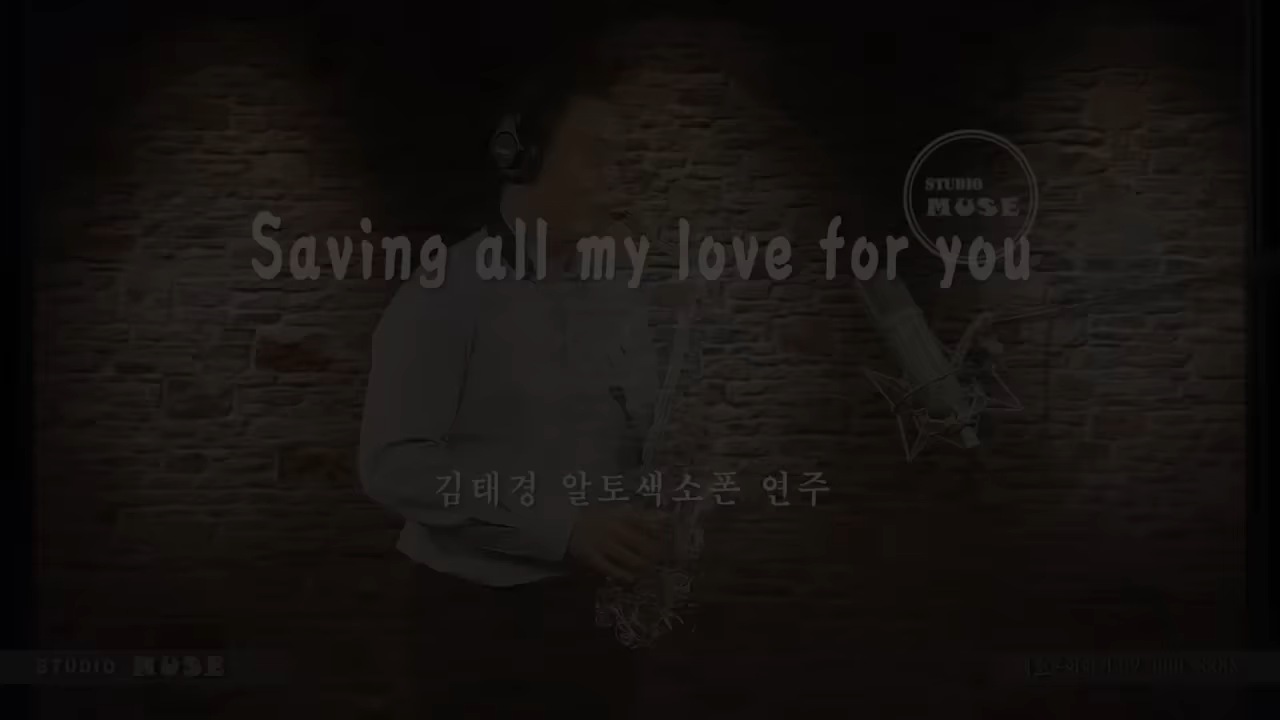 STUDIO
MUSE
Saving all my love for you
김태경 알토색소폰 연주
STUDIO MUSE